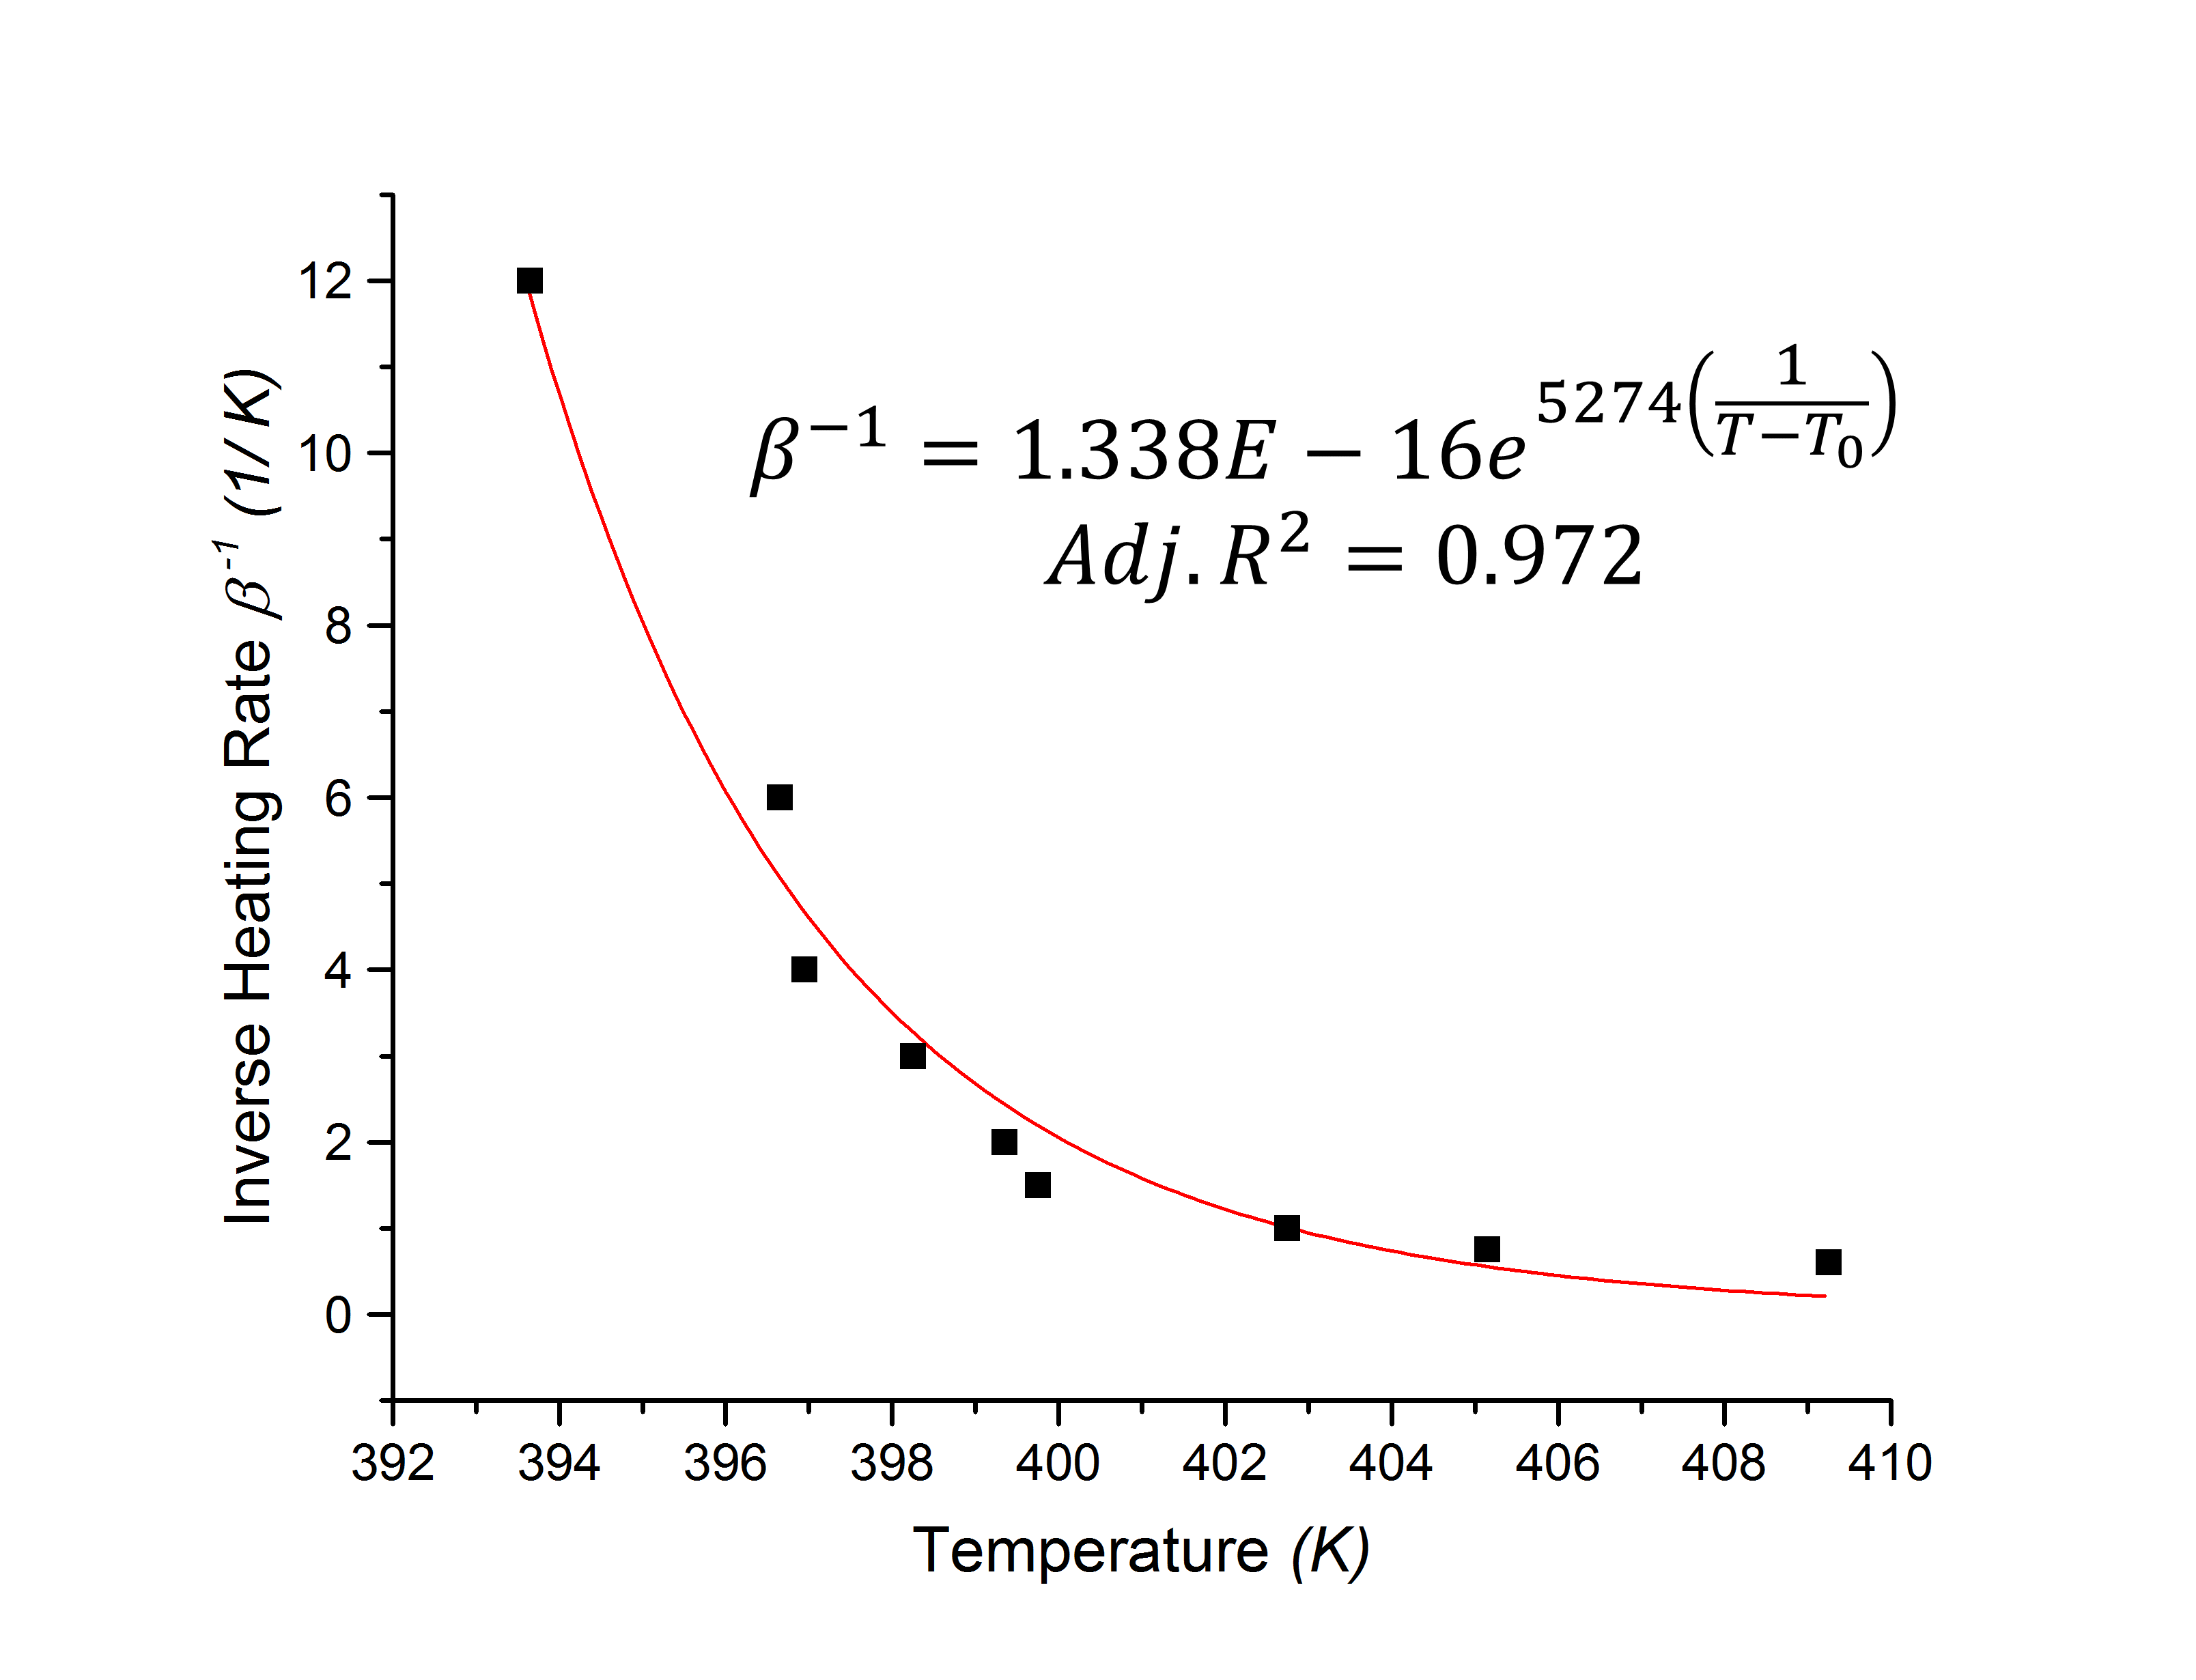 12
10
8
6
4
2
0
Inverse Heating Rate β⁻¹ (1/ K)
β⁻¹ = 1.338E − 16e^5274(1/(T−T₀))
Adj. R² = 0.972
392 394 396 398 400 402 404 406 408 410
Temperature (K)